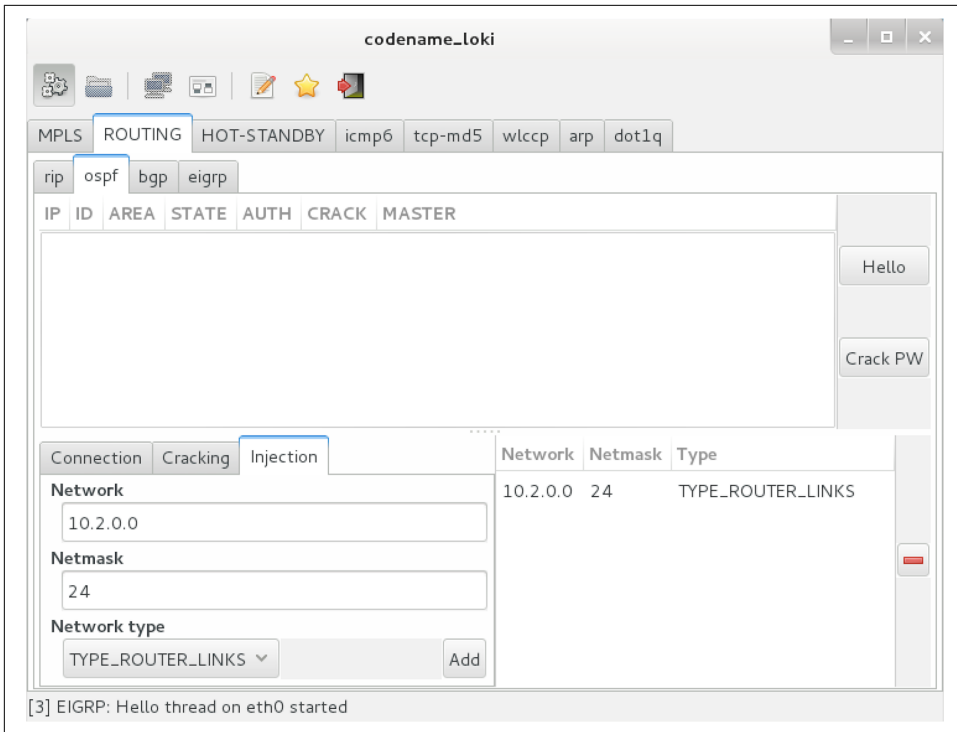 codename_loki
MPLS ROUTING HOT-STANDBY icmp6 tcp-md5 wlccp arp dot1q
rip ospf bgp eigrp
IP ID AREA STATE AUTH CRACK MASTER
Hello
Crack PW
Connection Cracking Injection
Network
10.2.0.0
Netmask
24
Network type
TYPE_ROUTER_LINKS Add
Network Netmask Type
10.2.0.0 24 TYPE_ROUTER_LINKS
[3] EIGRP: Hello thread on eth0 started